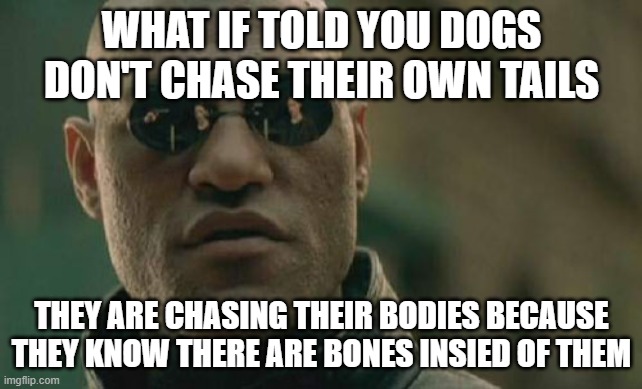 WHAT IF TOLD YOU DOGS
DON'T CHASE THEIR OWN TAILS
THEY ARE CHASING THEIR BODIES BECAUSE
THEY KNOW THERE ARE BONES INSIED OF THEM
imgflip.com